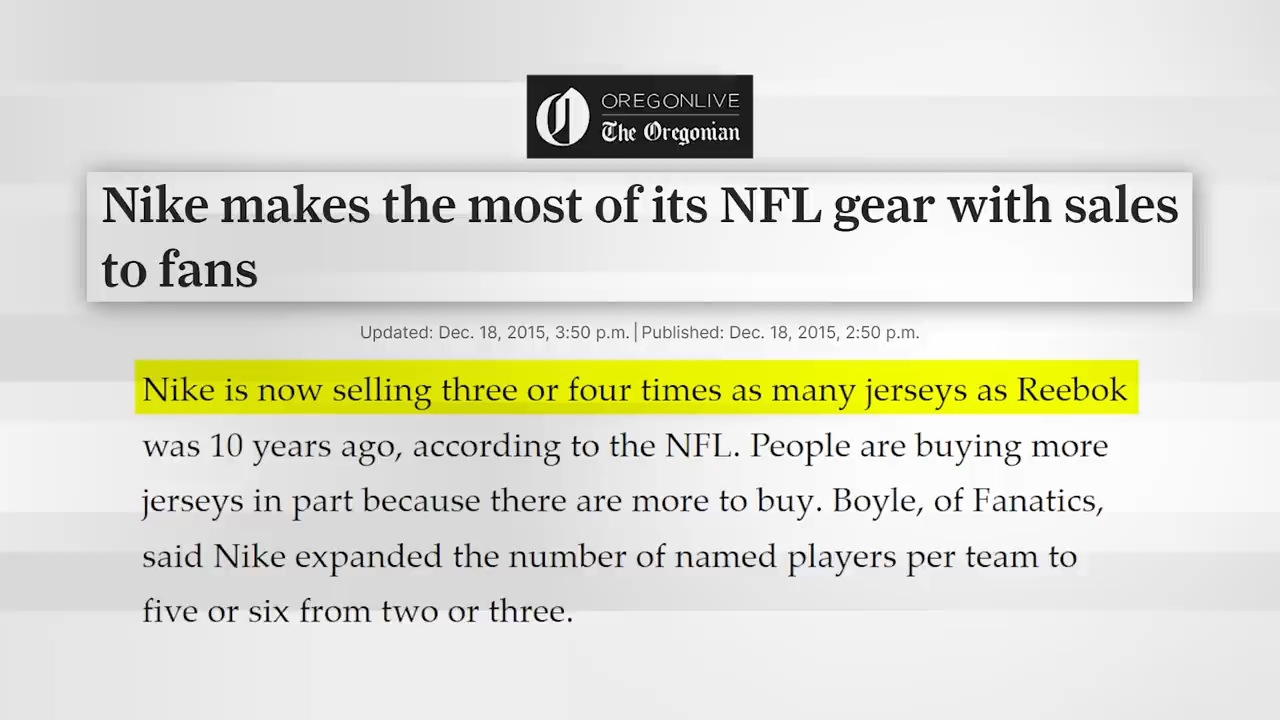 OREGONLIVE
The Oregonian
Nike makes the most of its NFL gear with sales
to fans
Updated: Dec. 18, 2015, 3:50 p.m. | Published: Dec. 18, 2015, 2:50 p.m.
Nike is now selling three or four times as many jerseys as Reebok
was 10 years ago, according to the NFL. People are buying more
jerseys in part because there are more to buy. Boyle, of Fanatics,
said Nike expanded the number of named players per team to
five or six from two or three.